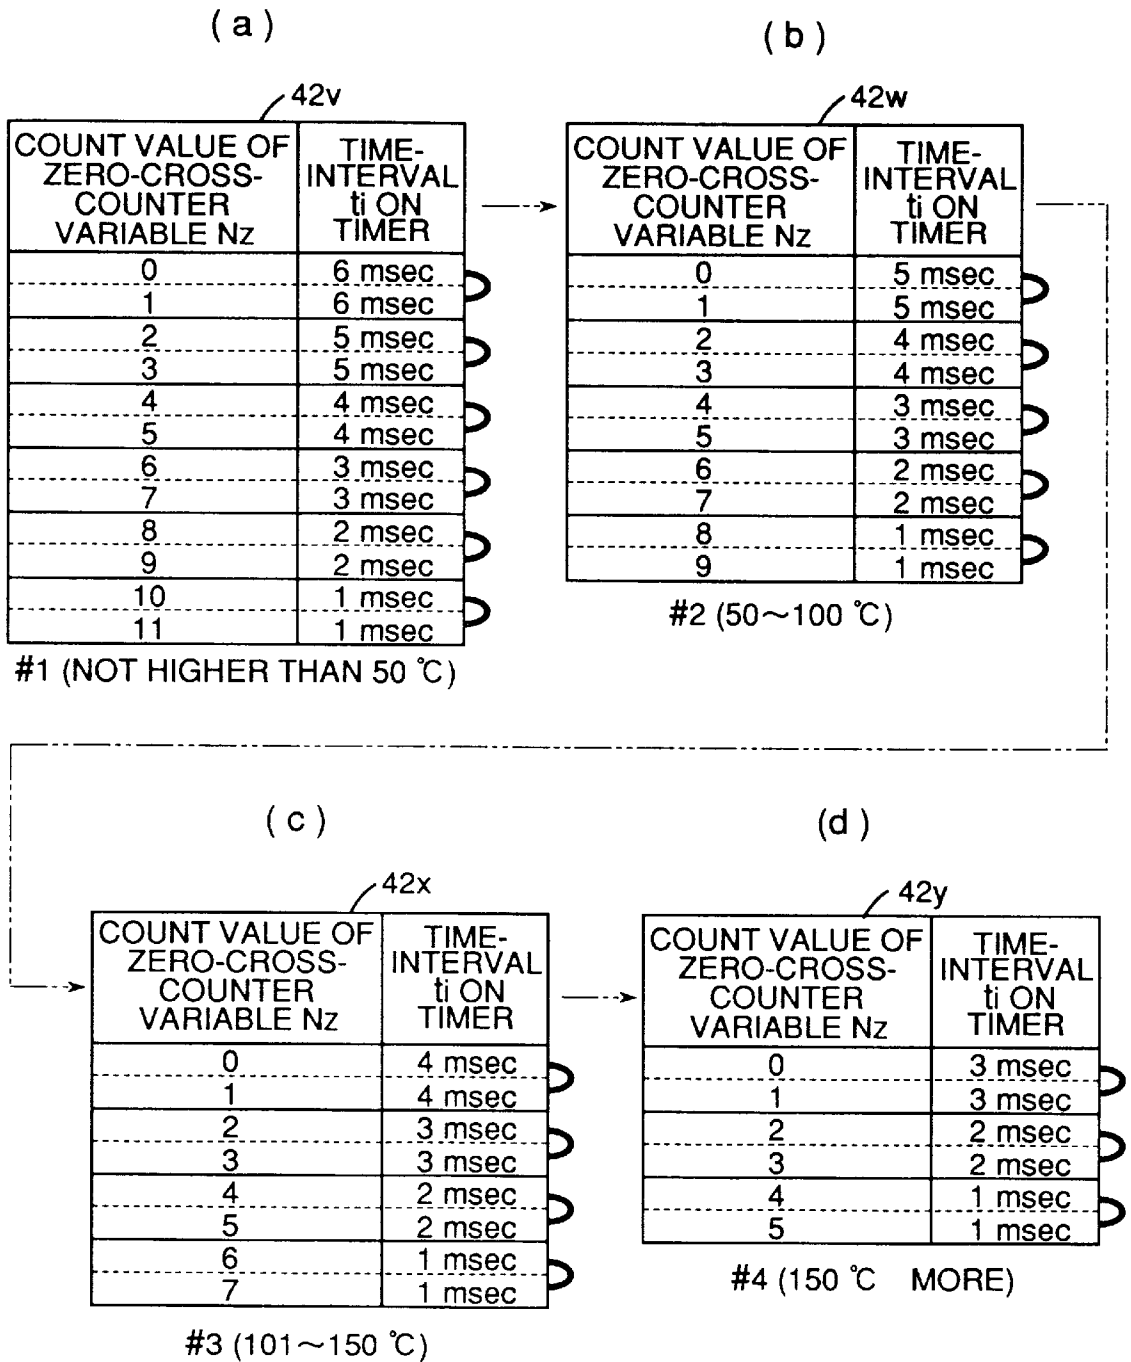 (a)
(b)
42v
COUNT VALUE OF ZERO-CROSS-COUNTER VARIABLE Nz
TIME-INTERVAL ti ON TIMER
0 6 msec
1 6 msec
2 5 msec
3 5 msec
4 4 msec
5 4 msec
6 3 msec
7 3 msec
8 2 msec
9 2 msec
10 1 msec
11 1 msec
#1 (NOT HIGHER THAN 50 ℃)
42w
COUNT VALUE OF ZERO-CROSS-COUNTER VARIABLE Nz
TIME-INTERVAL ti ON TIMER
0 5 msec
1 5 msec
2 4 msec
3 4 msec
4 3 msec
5 3 msec
6 2 msec
7 2 msec
8 1 msec
9 1 msec
#2 (50~100 ℃)
(c)
(d)
42x
COUNT VALUE OF ZERO-CROSS-COUNTER VARIABLE Nz
TIME-INTERVAL ti ON TIMER
0 4 msec
1 4 msec
2 3 msec
3 3 msec
4 2 msec
5 2 msec
6 1 msec
7 1 msec
#3 (101~150 ℃)
42y
COUNT VALUE OF ZERO-CROSS-COUNTER VARIABLE Nz
TIME-INTERVAL ti ON TIMER
0 3 msec
1 3 msec
2 2 msec
3 2 msec
4 1 msec
5 1 msec
#4 (150 ℃ MORE)